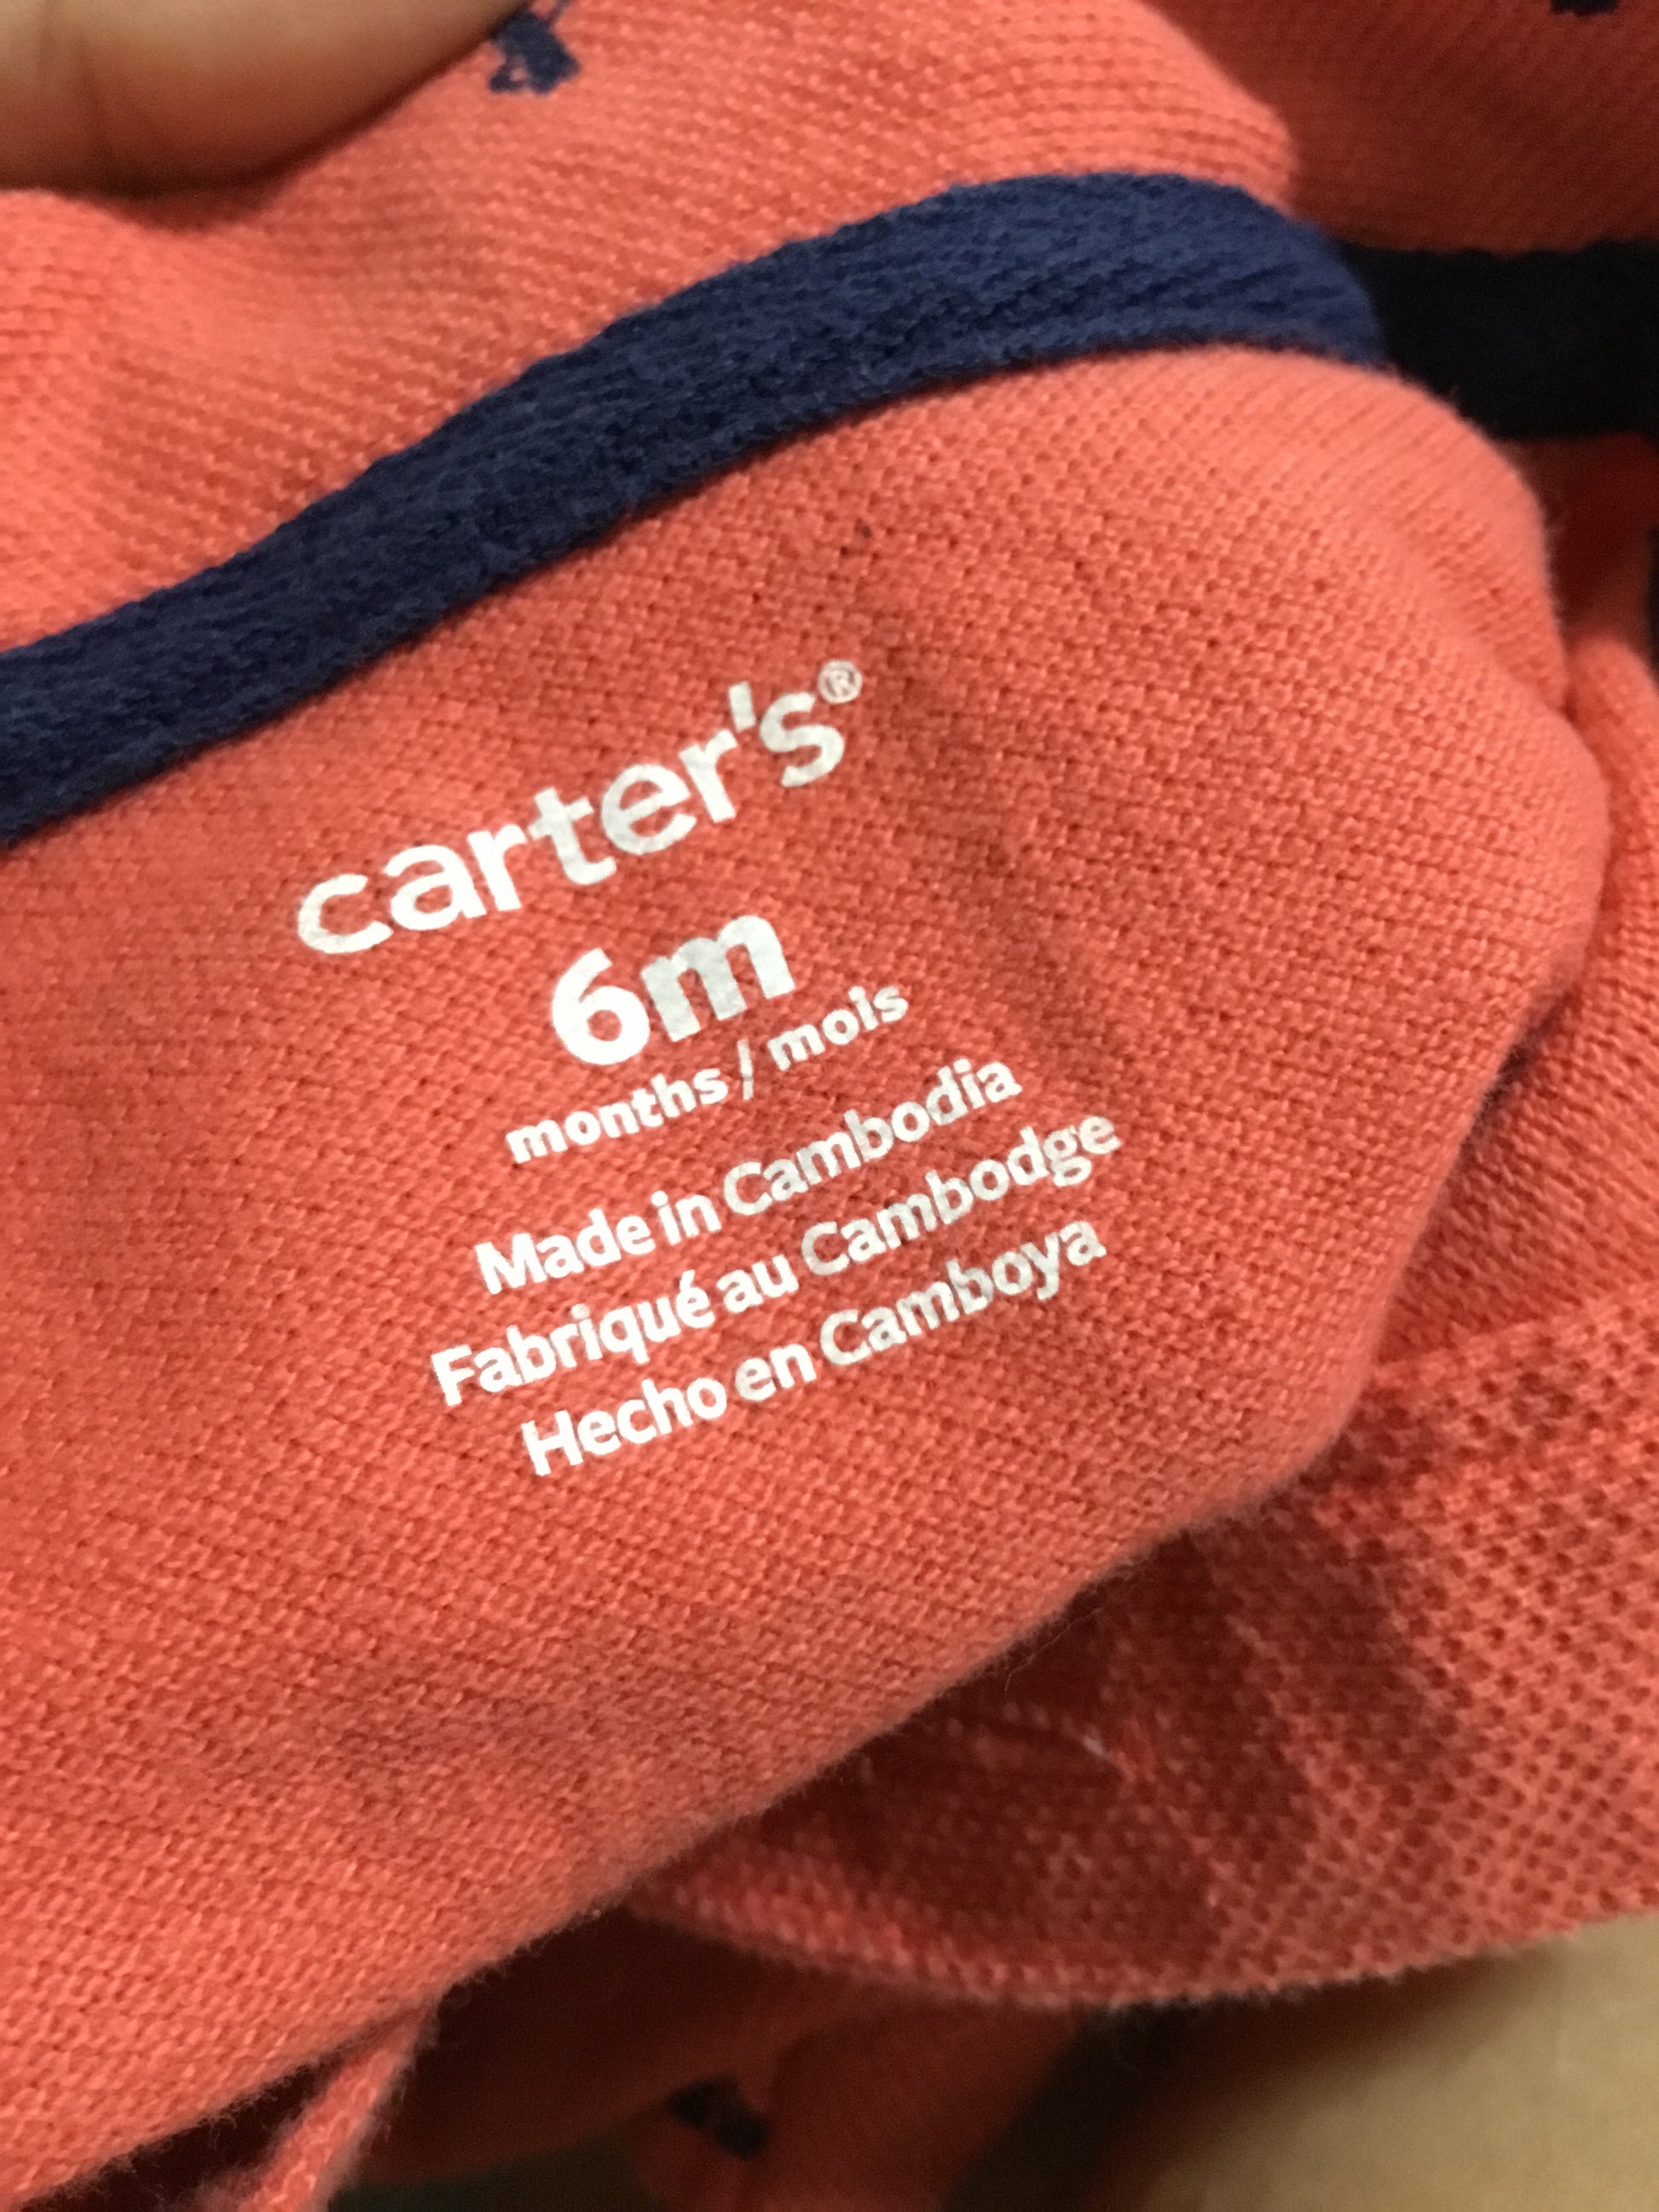 carter's®
6m
months / mois
Made in Cambodia
Fabriqué au Cambodge
Hecho en Camboya